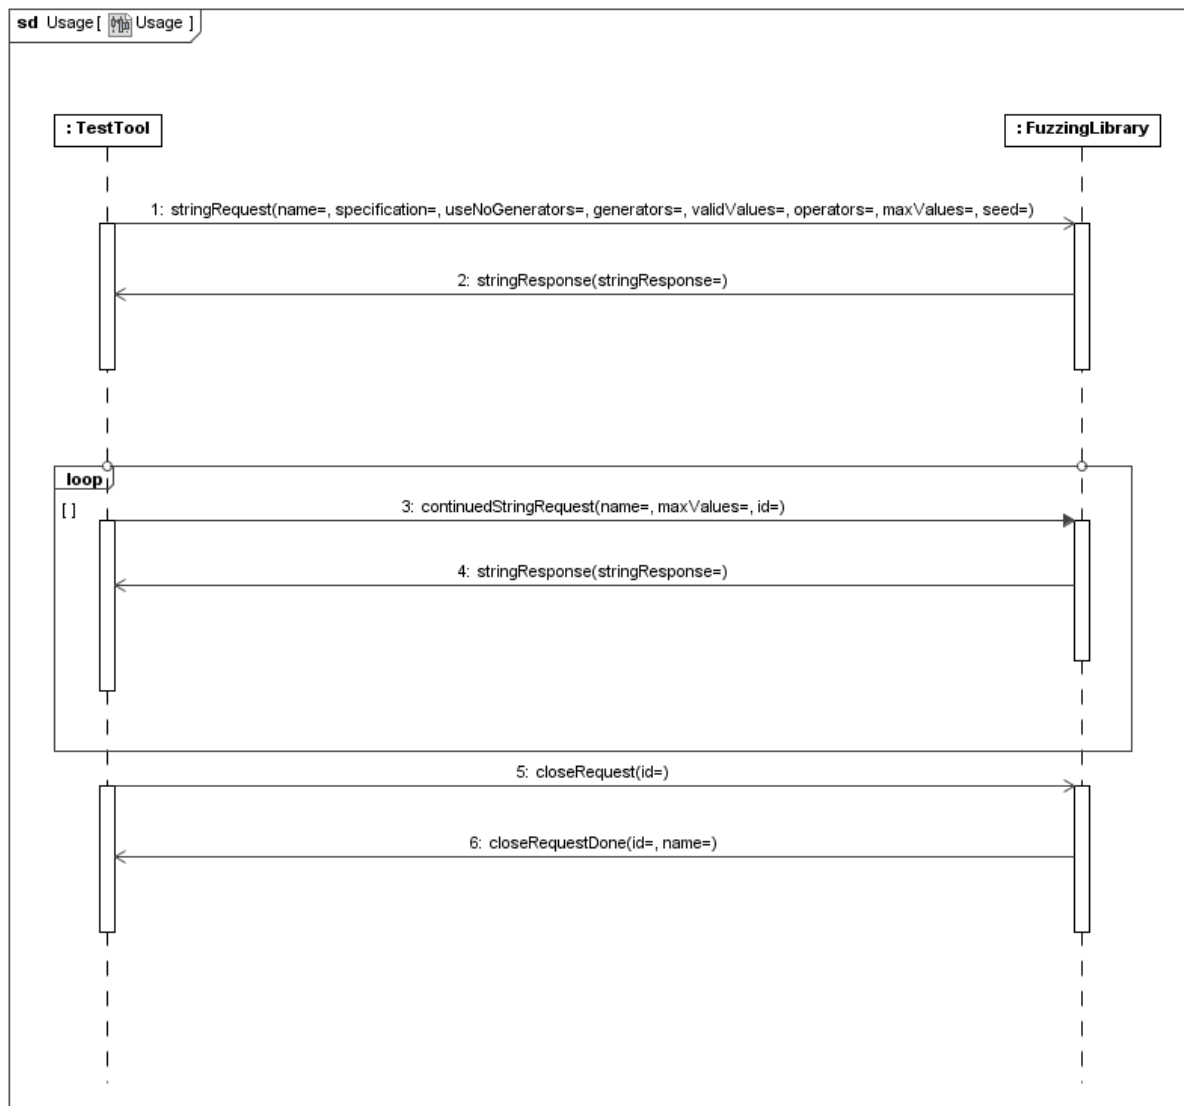 sd Usage [ Usage ]
: TestTool
: FuzzingLibrary
1: stringRequest(name=, specification=, useNoGenerators=, generators=, validValues=, operators=, maxValues=, seed=)
2: stringResponse(stringResponse=)
loop
[ ]
3: continuedStringRequest(name=, maxValues=, id=)
4: stringResponse(stringResponse=)
5: closeRequest(id=)
6: closeRequestDone(id=, name=)